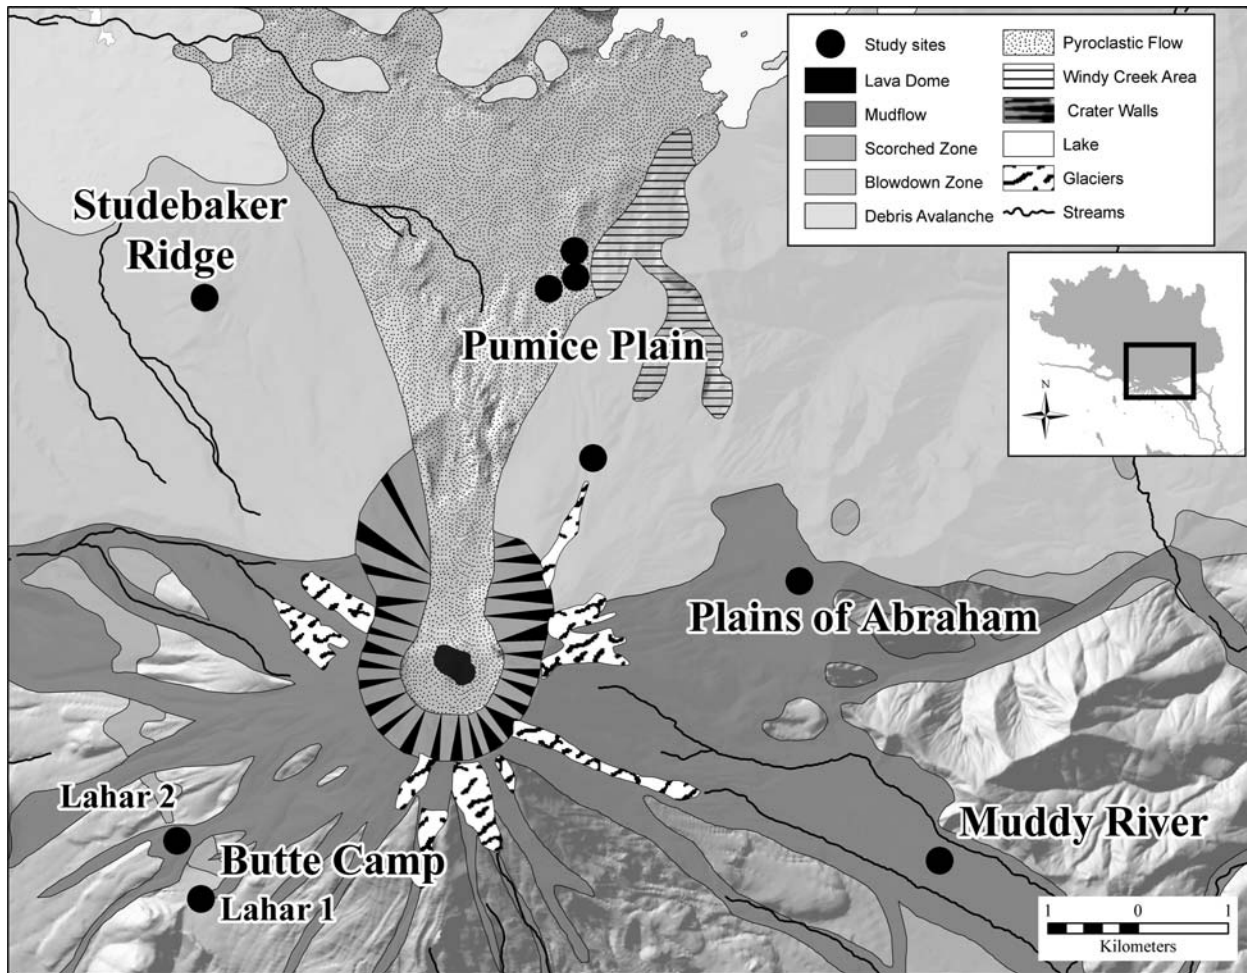 Study sites
Lava Dome
Mudflow
Scorched Zone
Blowdown Zone
Debris Avalanche
Pyroclastic Flow
Windy Creek Area
Crater Walls
Lake
Glaciers
Streams
N
Studebaker
Ridge
Pumice Plain
Plains of Abraham
Lahar 2
Butte Camp
Lahar 1
Muddy River
1 0 1
Kilometers